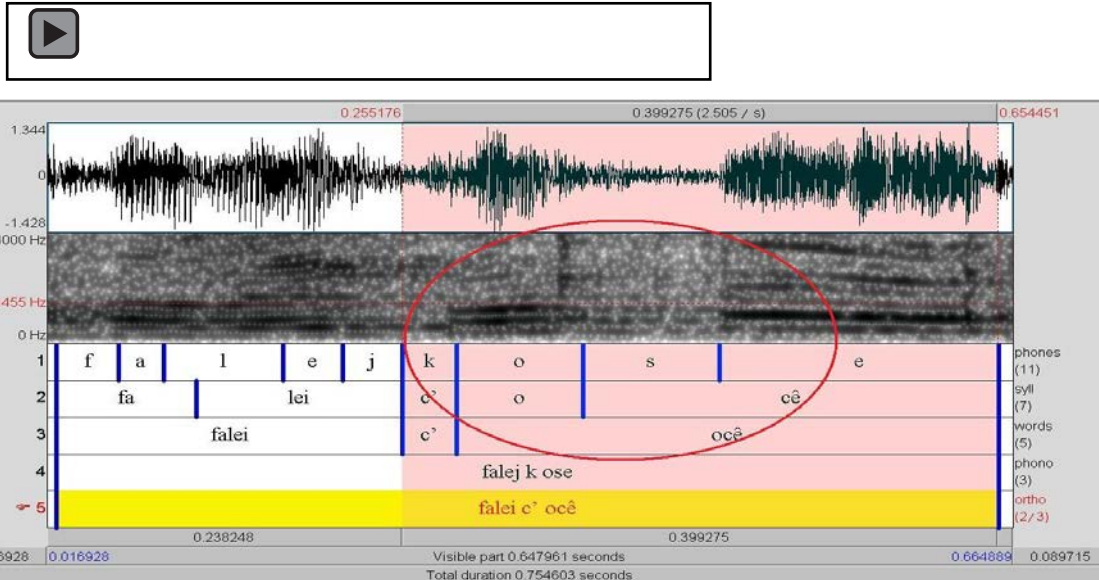 0.255176 0.399275 (2.505 / s) 0.654451
1.344
0
-1.428
4000 Hz
455 Hz
0 Hz
1 f a l e j k o s e phones (11)
2 fa lei c' o cê syll (7)
3 falei c' ocê words (5)
4 falej k ose phono (3)
5 falei c' ocê ortho (2/3)
0.238248 0.399275
6928 0.016928 Visible part 0.647961 seconds 0.664889 0.089715
Total duration 0.754603 seconds